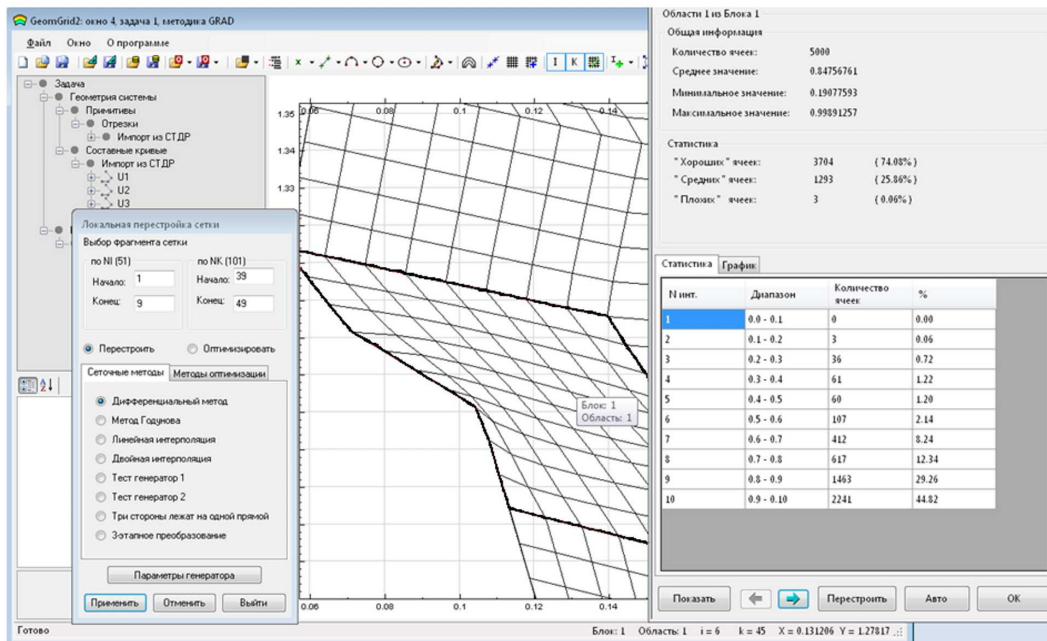 GeomGrid2: окно 4, задача 1, методика GRAD
Файл Окно О программе
Задача
Геометрия системы
Примитивы
Отрезки
Импорт из СТДР
Составные кривые
Импорт из СТДР
U1
U2
U3
0.06 0.08 0.1 0.12 0.14
1.35
1.34
1.33
0.06 0.08 0.1 0.12 0.14
Блок: 1
Область: 1
Локальная перестройка сетки
Выбор фрагмента сетки
по NI (51) по NK (101)
Начало: 1 Начало: 39
Конец: 9 Конец: 49
Перестроить Оптимизировать
Сеточные методы Методы оптимизации
Дифференциальный метод
Метод Годунова
Линейная интерполяция
Двойная интерполяция
Тест генератор 1
Тест генератор 2
Три стороны лежат на одной прямой
3-этапное преобразование
Параметры генератора
Применить Отменить Выйти
Области 1 из Блока 1
Общая информация
Количество ячеек: 5000
Среднее значение: 0.84756761
Минимальное значение: 0.19077593
Максимальное значение: 0.99891257
Статистика
"Хороших" ячеек: 3704 (74.08%)
"Средних" ячеек: 1293 (25.86%)
"Плохих" ячеек: 3 (0.06%)
Статистика График
N инт. Диапазон Количество ячеек %
1 0.0 - 0.1 0 0.00
2 0.1 - 0.2 3 0.06
3 0.2 - 0.3 36 0.72
4 0.3 - 0.4 61 1.22
5 0.4 - 0.5 60 1.20
6 0.5 - 0.6 107 2.14
7 0.6 - 0.7 412 8.24
8 0.7 - 0.8 617 12.34
9 0.8 - 0.9 1463 29.26
10 0.9 - 0.10 2241 44.82
Показать Перестроить Авто OK
Готово Блок: 1 Область: 1 i = 6 k = 45 X = 0.131206 Y = 1.27817